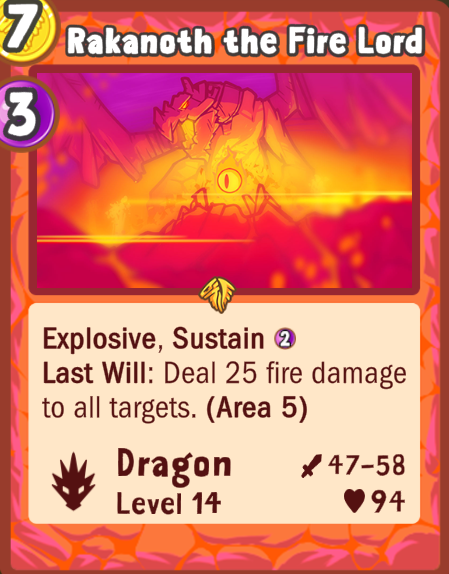 7
Rakanoth the Fire Lord
3
Explosive, Sustain 2
Last Will: Deal 25 fire damage
to all targets. (Area 5)
Dragon
47-58
Level 14
94